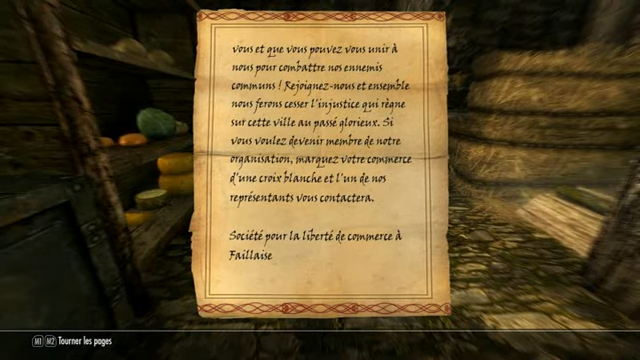 vous et que vous pouvez vous unir à
nous pour combattre nos ennemis
communs ! Rejoignez-nous et ensemble
nous ferons cesser l'injustice qui règne
sur cette ville au passé glorieux. Si
vous voulez devenir membre de notre
organisation, marquez votre commerce
d'une croix blanche et l'un de nos
représentants vous contactera.
Société pour la liberté de commerce à
Faillaise
M1 M2 Tourner les pages